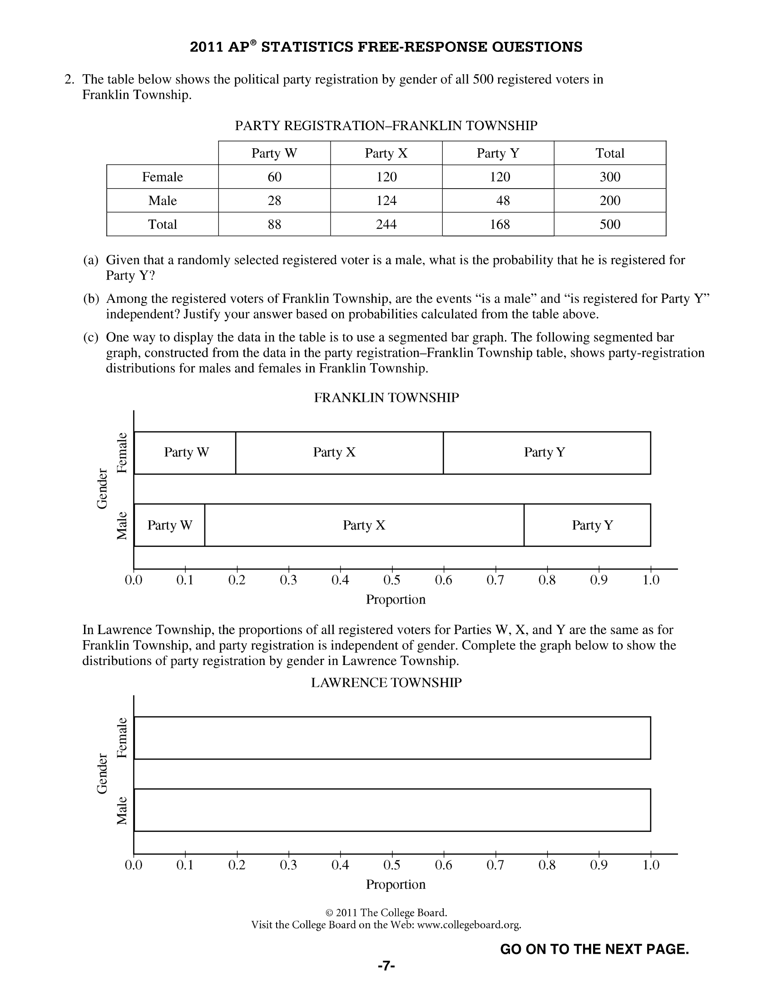 2011 AP® STATISTICS FREE-RESPONSE QUESTIONS
2. The table below shows the political party registration by gender of all 500 registered voters in
Franklin Township.
PARTY REGISTRATION–FRANKLIN TOWNSHIP
Party W Party X Party Y Total
Female 60 120 120 300
Male 28 124 48 200
Total 88 244 168 500
(a) Given that a randomly selected registered voter is a male, what is the probability that he is registered for
Party Y?
(b) Among the registered voters of Franklin Township, are the events “is a male” and “is registered for Party Y”
independent? Justify your answer based on probabilities calculated from the table above.
(c) One way to display the data in the table is to use a segmented bar graph. The following segmented bar
graph, constructed from the data in the party registration–Franklin Township table, shows party-registration
distributions for males and females in Franklin Township.
FRANKLIN TOWNSHIP
Gender
Female
Party W Party X Party Y
Male
Party W Party X Party Y
0.0 0.1 0.2 0.3 0.4 0.5 0.6 0.7 0.8 0.9 1.0
Proportion
In Lawrence Township, the proportions of all registered voters for Parties W, X, and Y are the same as for
Franklin Township, and party registration is independent of gender. Complete the graph below to show the
distributions of party registration by gender in Lawrence Township.
LAWRENCE TOWNSHIP
Gender
Female
Male
0.0 0.1 0.2 0.3 0.4 0.5 0.6 0.7 0.8 0.9 1.0
Proportion
© 2011 The College Board.
Visit the College Board on the Web: www.collegeboard.org.
GO ON TO THE NEXT PAGE.
-7-